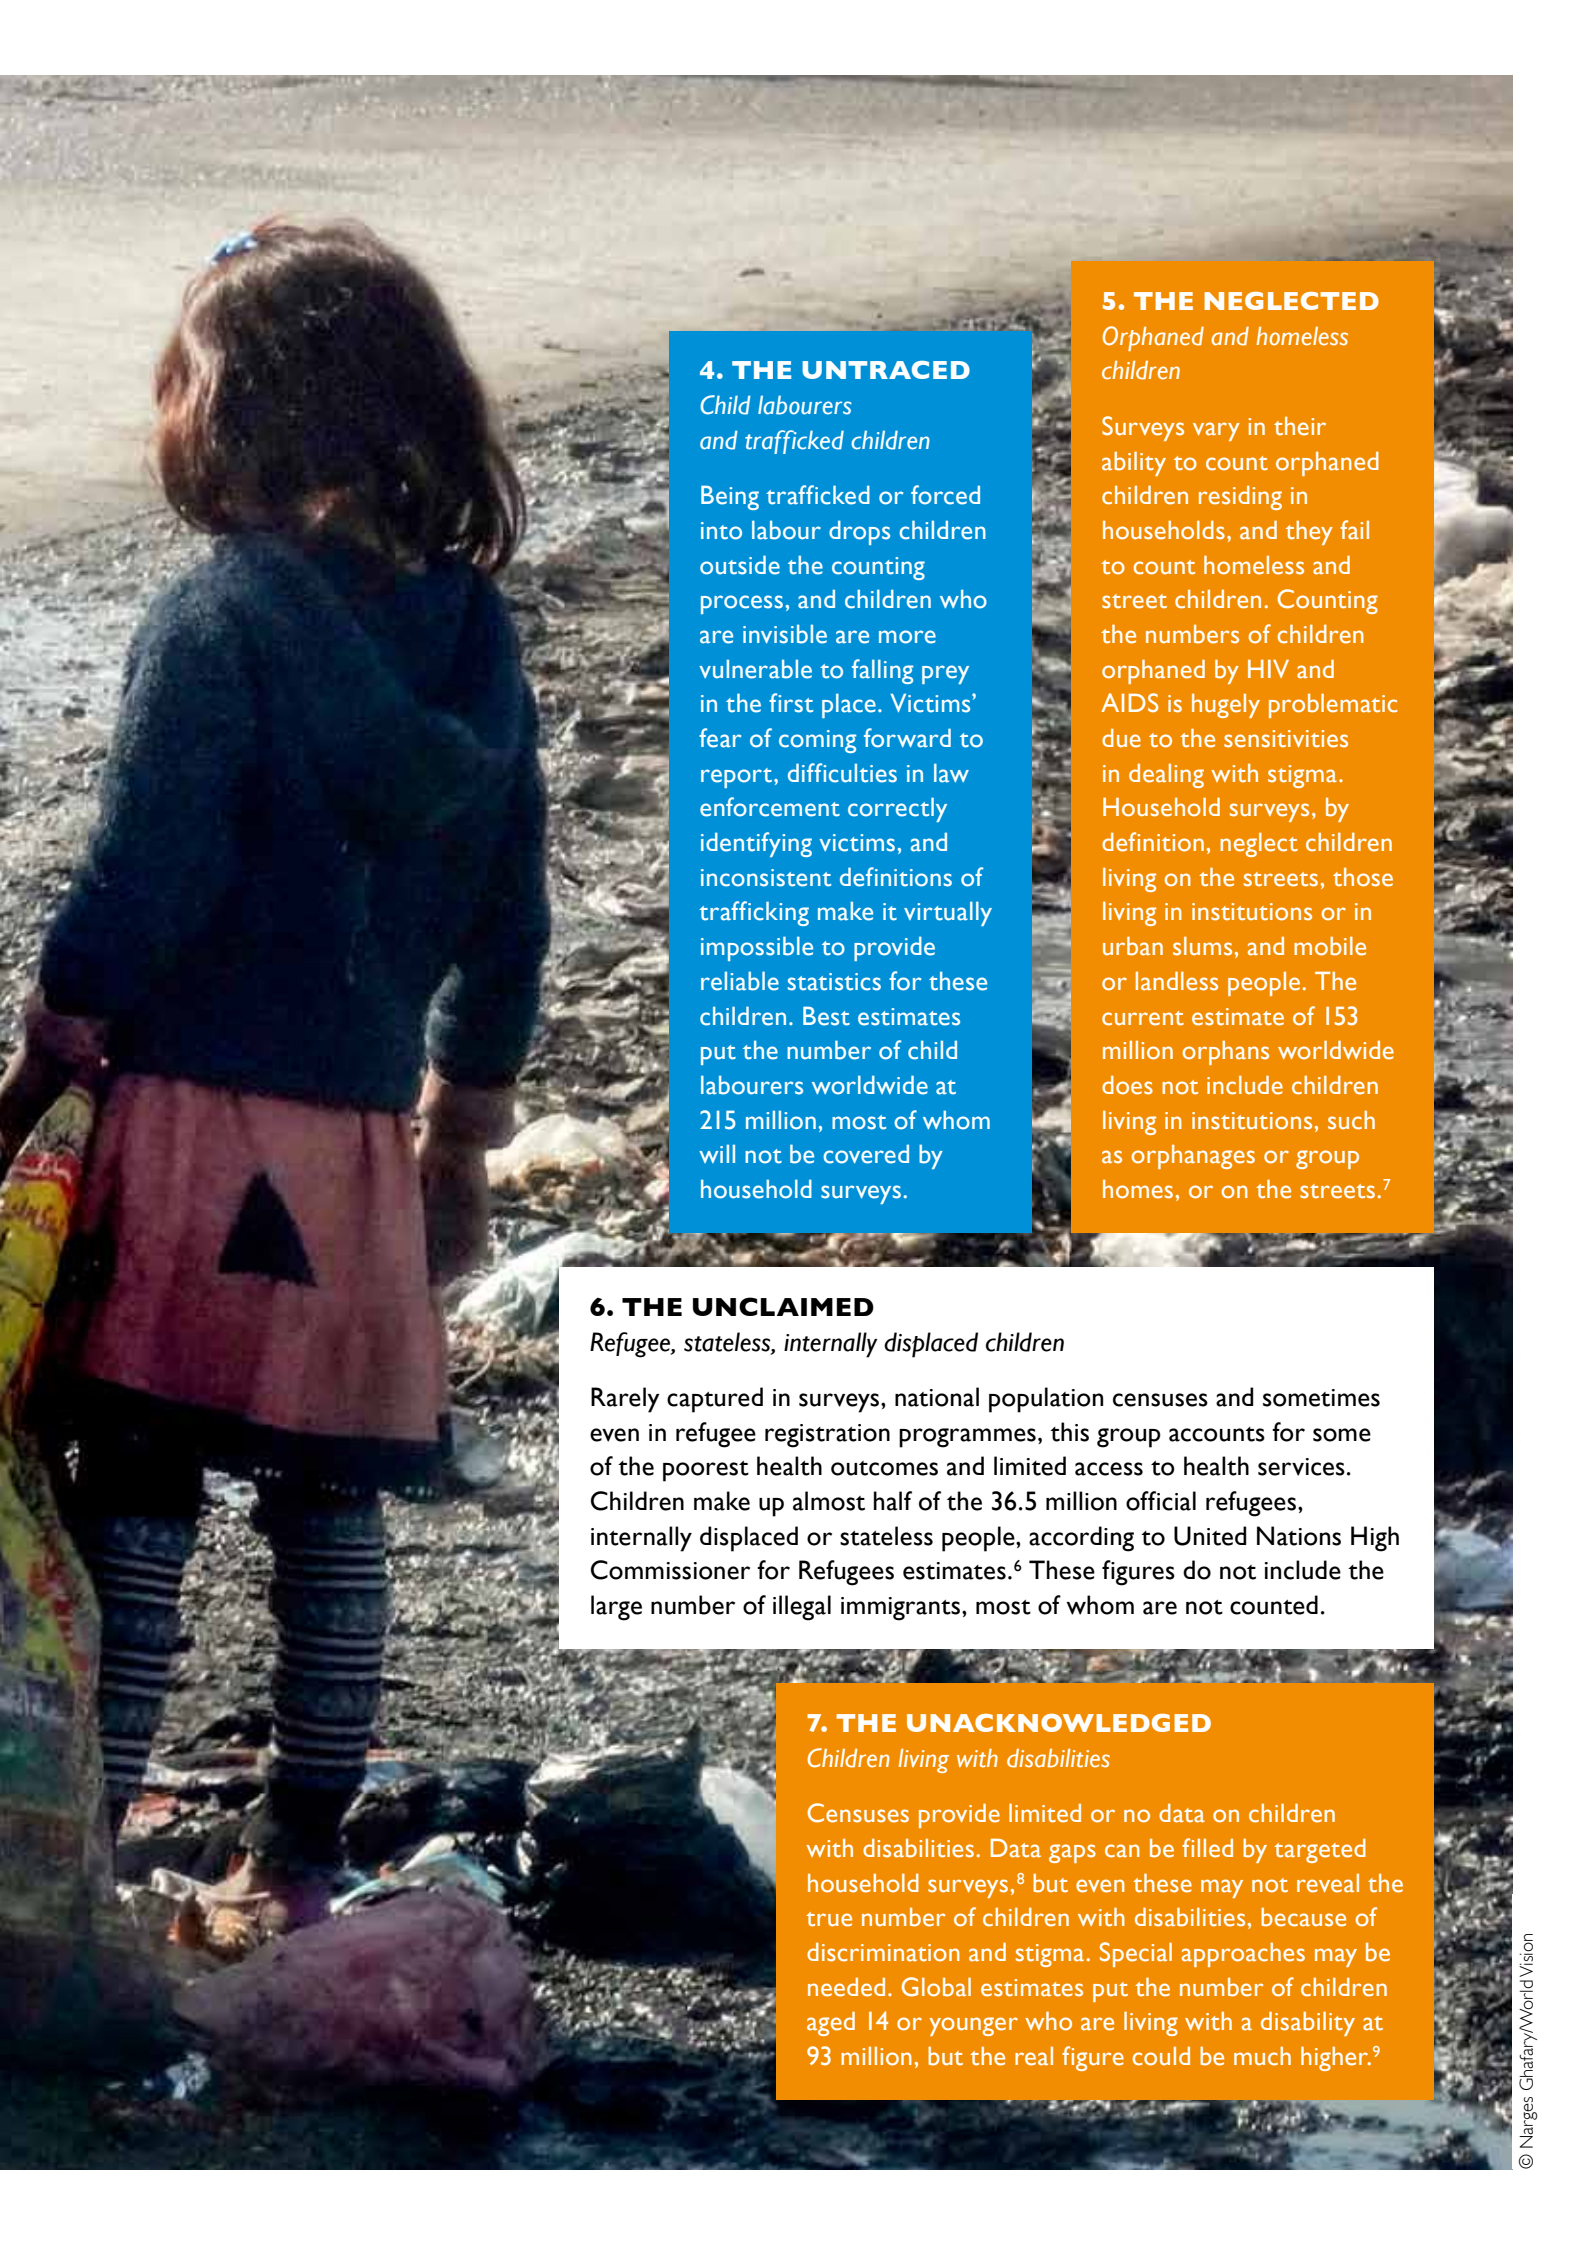 4. THE UNTRACED
Child labourers
and trafficked children
Being trafficked or forced
into labour drops children
outside the counting
process, and children who
are invisible are more
vulnerable to falling prey
in the first place. Victims’
fear of coming forward to
report, difficulties in law
enforcement correctly
identifying victims, and
inconsistent definitions of
trafficking make it virtually
impossible to provide
reliable statistics for these
children. Best estimates
put the number of child
labourers worldwide at
215 million, most of whom
will not be covered by
household surveys.
5. THE NEGLECTED
Orphaned and homeless
children
Surveys vary in their
ability to count orphaned
children residing in
households, and they fail
to count homeless and
street children. Counting
the numbers of children
orphaned by HIV and
AIDS is hugely problematic
due to the sensitivities
in dealing with stigma.
Household surveys, by
definition, neglect children
living on the streets, those
living in institutions or in
urban slums, and mobile
or landless people. The
current estimate of 153
million orphans worldwide
does not include children
living in institutions, such
as orphanages or group
homes, or on the streets.⁷
6. THE UNCLAIMED
Refugee, stateless, internally displaced children
Rarely captured in surveys, national population censuses and sometimes
even in refugee registration programmes, this group accounts for some
of the poorest health outcomes and limited access to health services.
Children make up almost half of the 36.5 million official refugees,
internally displaced or stateless people, according to United Nations High
Commissioner for Refugees estimates.⁶ These figures do not include the
large number of illegal immigrants, most of whom are not counted.
7. THE UNACKNOWLEDGED
Children living with disabilities
Censuses provide limited or no data on children
with disabilities. Data gaps can be filled by targeted
household surveys,⁸ but even these may not reveal the
true number of children with disabilities, because of
discrimination and stigma. Special approaches may be
needed. Global estimates put the number of children
aged 14 or younger who are living with a disability at
93 million, but the real figure could be much higher.⁹
© Narges Ghafary/World Vision